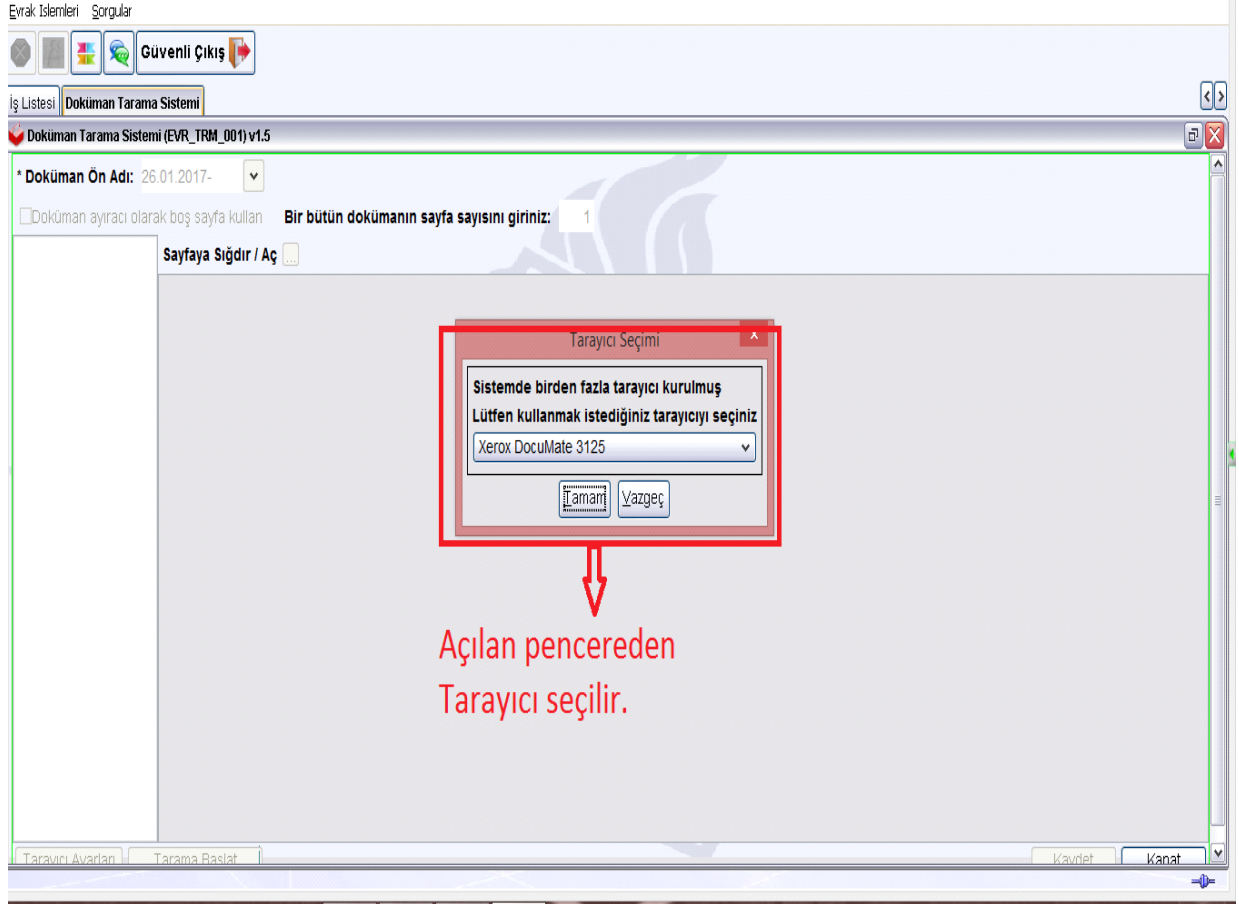 Evrak Islemleri Sorgular
Güvenli Çıkış
İş Listesi Doküman Tarama Sistemi
Doküman Tarama Sistemi (EVR_TRM_001) v1.5
* Doküman Ön Adı: 26.01.2017-
Doküman ayıracı olarak boş sayfa kullan Bir bütün dokümanın sayfa sayısını giriniz: 1
Sayfaya Sığdır / Aç ...
Tarayıcı Seçimi
x
Sistemde birden fazla tarayıcı kurulmuş
Lütfen kullanmak istediğiniz tarayıcıyı seçiniz
Xerox DocuMate 3125
Tamam Vazgeç
Açılan pencereden
Tarayıcı seçilir.
Tarayıcı Ayarları Tarama Başlat Kaydet Kapat